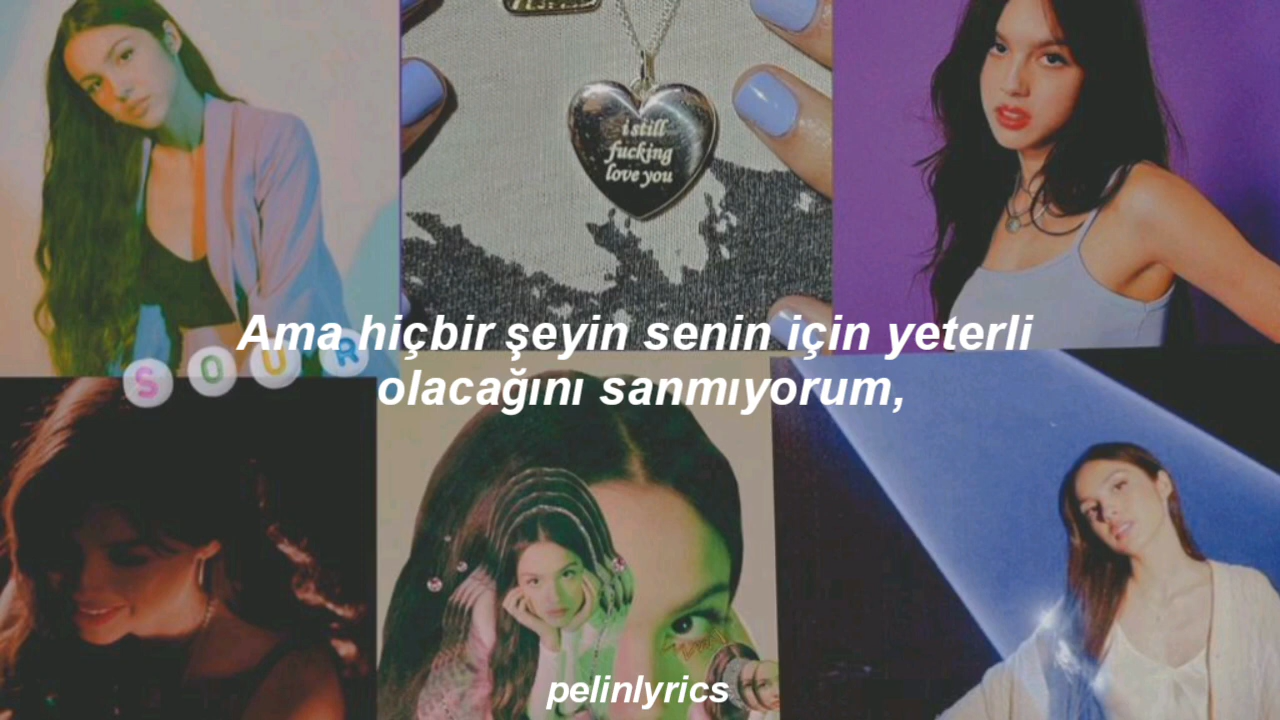 i still
fucking
love you
Ama hiçbir şeyin senin için yeterli
olacağını sanmıyorum,
SOUR
pelinlyrics